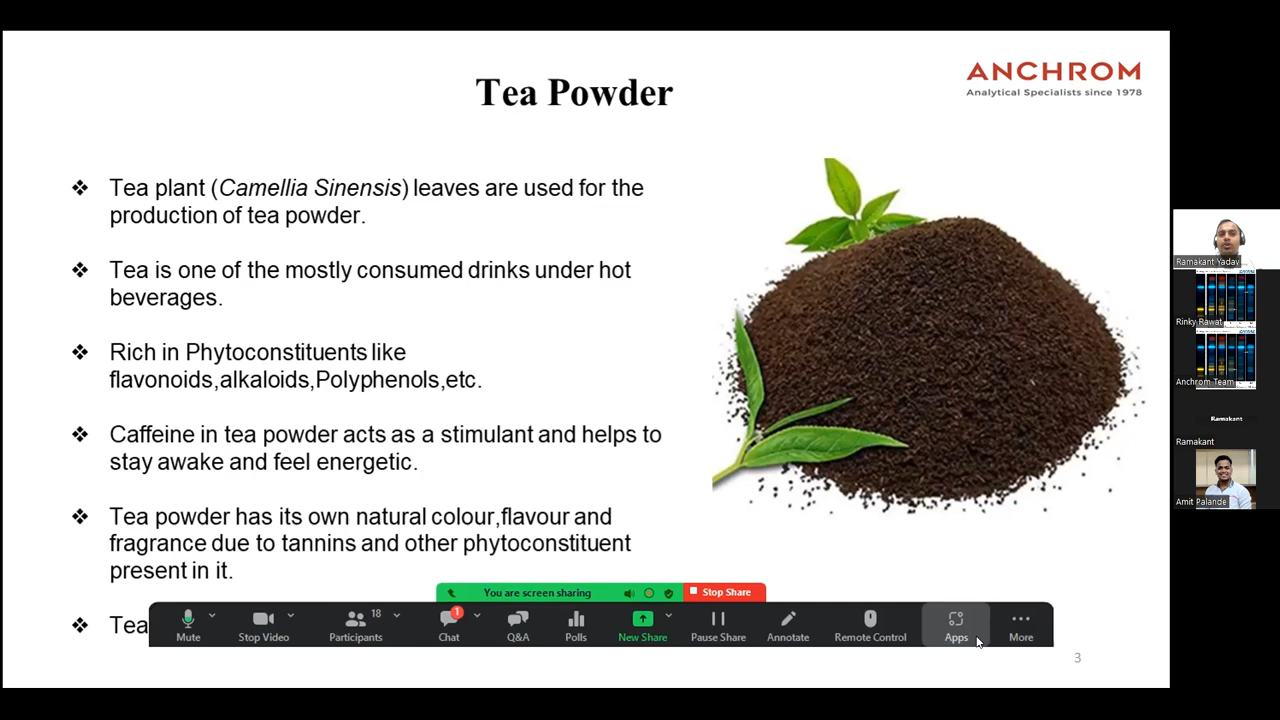 Tea Powder
ANCHROM
Analytical Specialists since 1978
❖ Tea plant (Camellia Sinensis) leaves are used for the
production of tea powder.
❖ Tea is one of the mostly consumed drinks under hot
beverages.
❖ Rich in Phytoconstituents like
flavonoids,alkaloids,Polyphenols,etc.
❖ Caffeine in tea powder acts as a stimulant and helps to
stay awake and feel energetic.
❖ Tea powder has its own natural colour,flavour and
fragrance due to tannins and other phytoconstituent
present in it.
❖ Tea
You are screen sharing
Stop Share
Mute
Stop Video
18
Participants
1
Chat
Q&A
Polls
New Share
Pause Share
Annotate
Remote Control
Apps
More
3
Ramakant Yadav
Rinky Rawat
Anchrom Team
Ramakant
Ramakant
Amit Palande